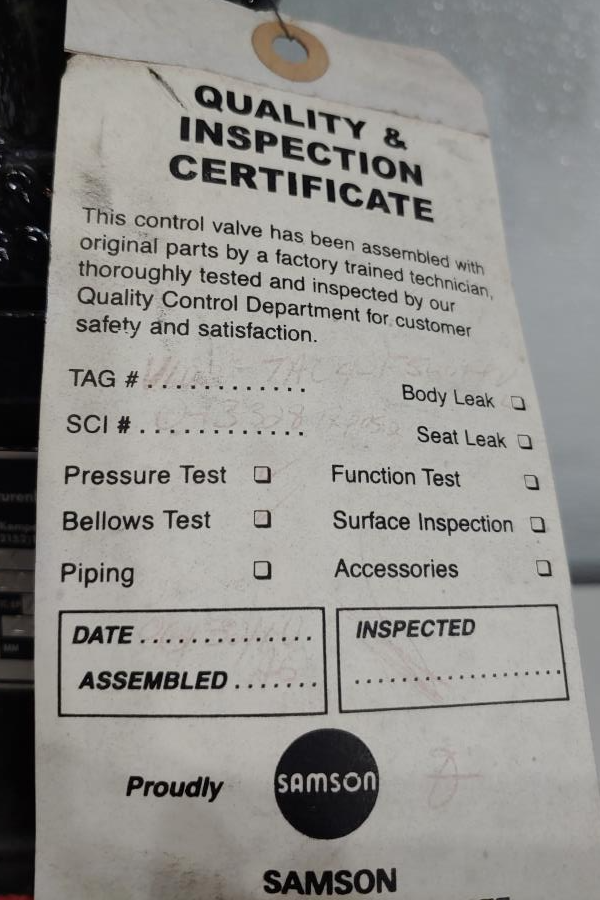 QUALITY &
INSPECTION
CERTIFICATE
This control valve has been assembled with
original parts by a factory trained technician,
thoroughly tested and inspected by our
Quality Control Department for customer
safety and satisfaction.
TAG # ............
Body Leak ❏
SCI # ............
Seat Leak ❏
Pressure Test ❏ Function Test ❏
Bellows Test ❏ Surface Inspection ❏
Piping ❏ Accessories ❏
DATE ..............
ASSEMBLED .......
INSPECTED
....................
Proudly SAMSON
SAMSON